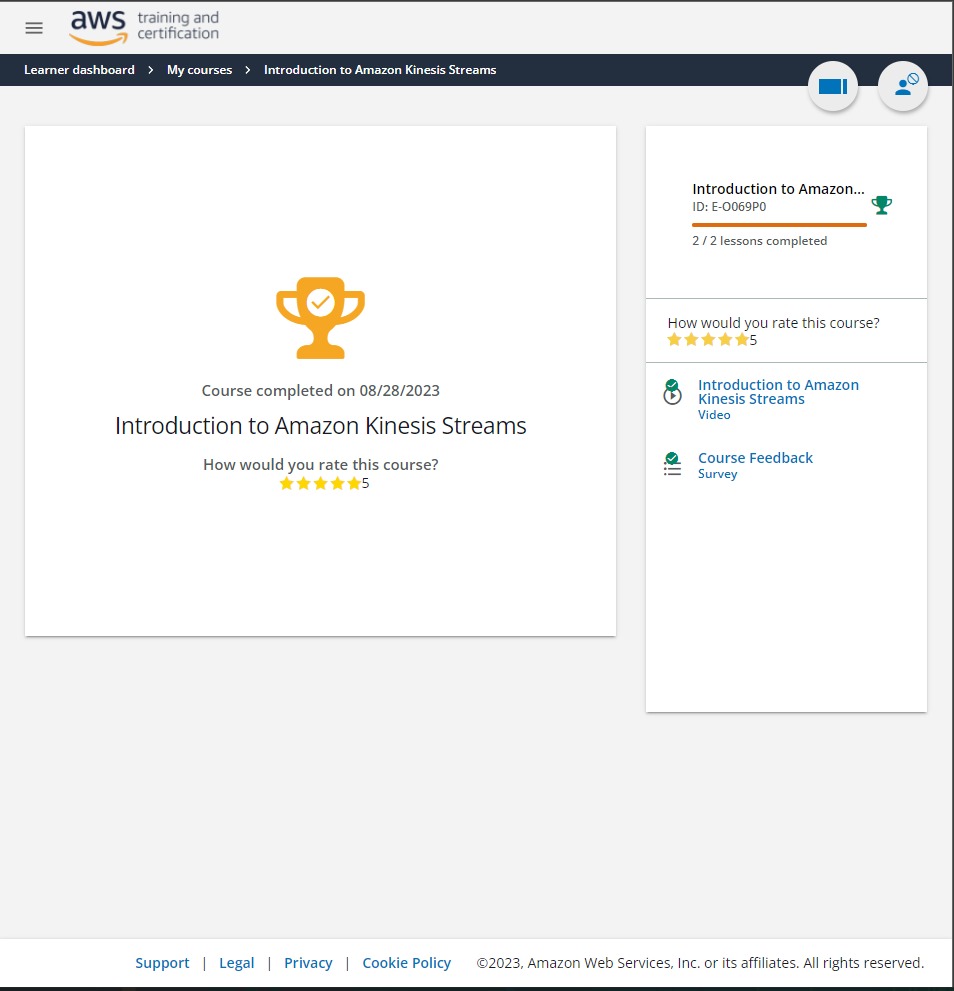 aws training and
certification
Learner dashboard > My courses > Introduction to Amazon Kinesis Streams
Course completed on 08/28/2023
Introduction to Amazon Kinesis Streams
How would you rate this course?
5
Introduction to Amazon...
ID: E-O069P0
2 / 2 lessons completed
How would you rate this course?
5
Introduction to Amazon
Kinesis Streams
Video
Course Feedback
Survey
Support | Legal | Privacy | Cookie Policy ©2023, Amazon Web Services, Inc. or its affiliates. All rights reserved.